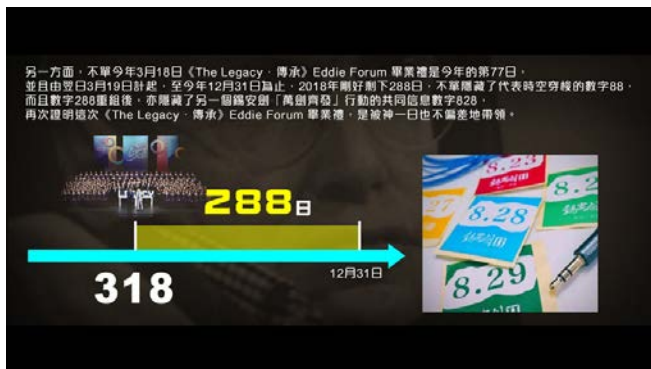 另一方面，不單今年3月18日《The Legacy．傳承》Eddie Forum 畢業禮是今年的第77日，
並且由翌日3月19日計起，至今年12月31日為止，2018年剛好剩下288日，不單隱藏了代表時空穿梭的數字88，
而且數字288重組後，亦隱藏了另一個錫安劍「萬劍齊發」行動的共同信息數字828，
再次證明這次《The Legacy．傳承》Eddie Forum 畢業禮，是被神一日也不偏差地帶領。
288日
318
12月31日
8.23
8.2
27
8.28
8.29